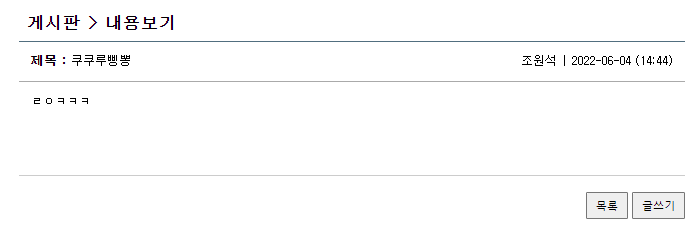 게시판 > 내용보기
제목 : 쿠쿠루삥뽕
조원석 | 2022-06-04 (14:44)
ㄹㅇㅋㅋㅋ
목록
글쓰기